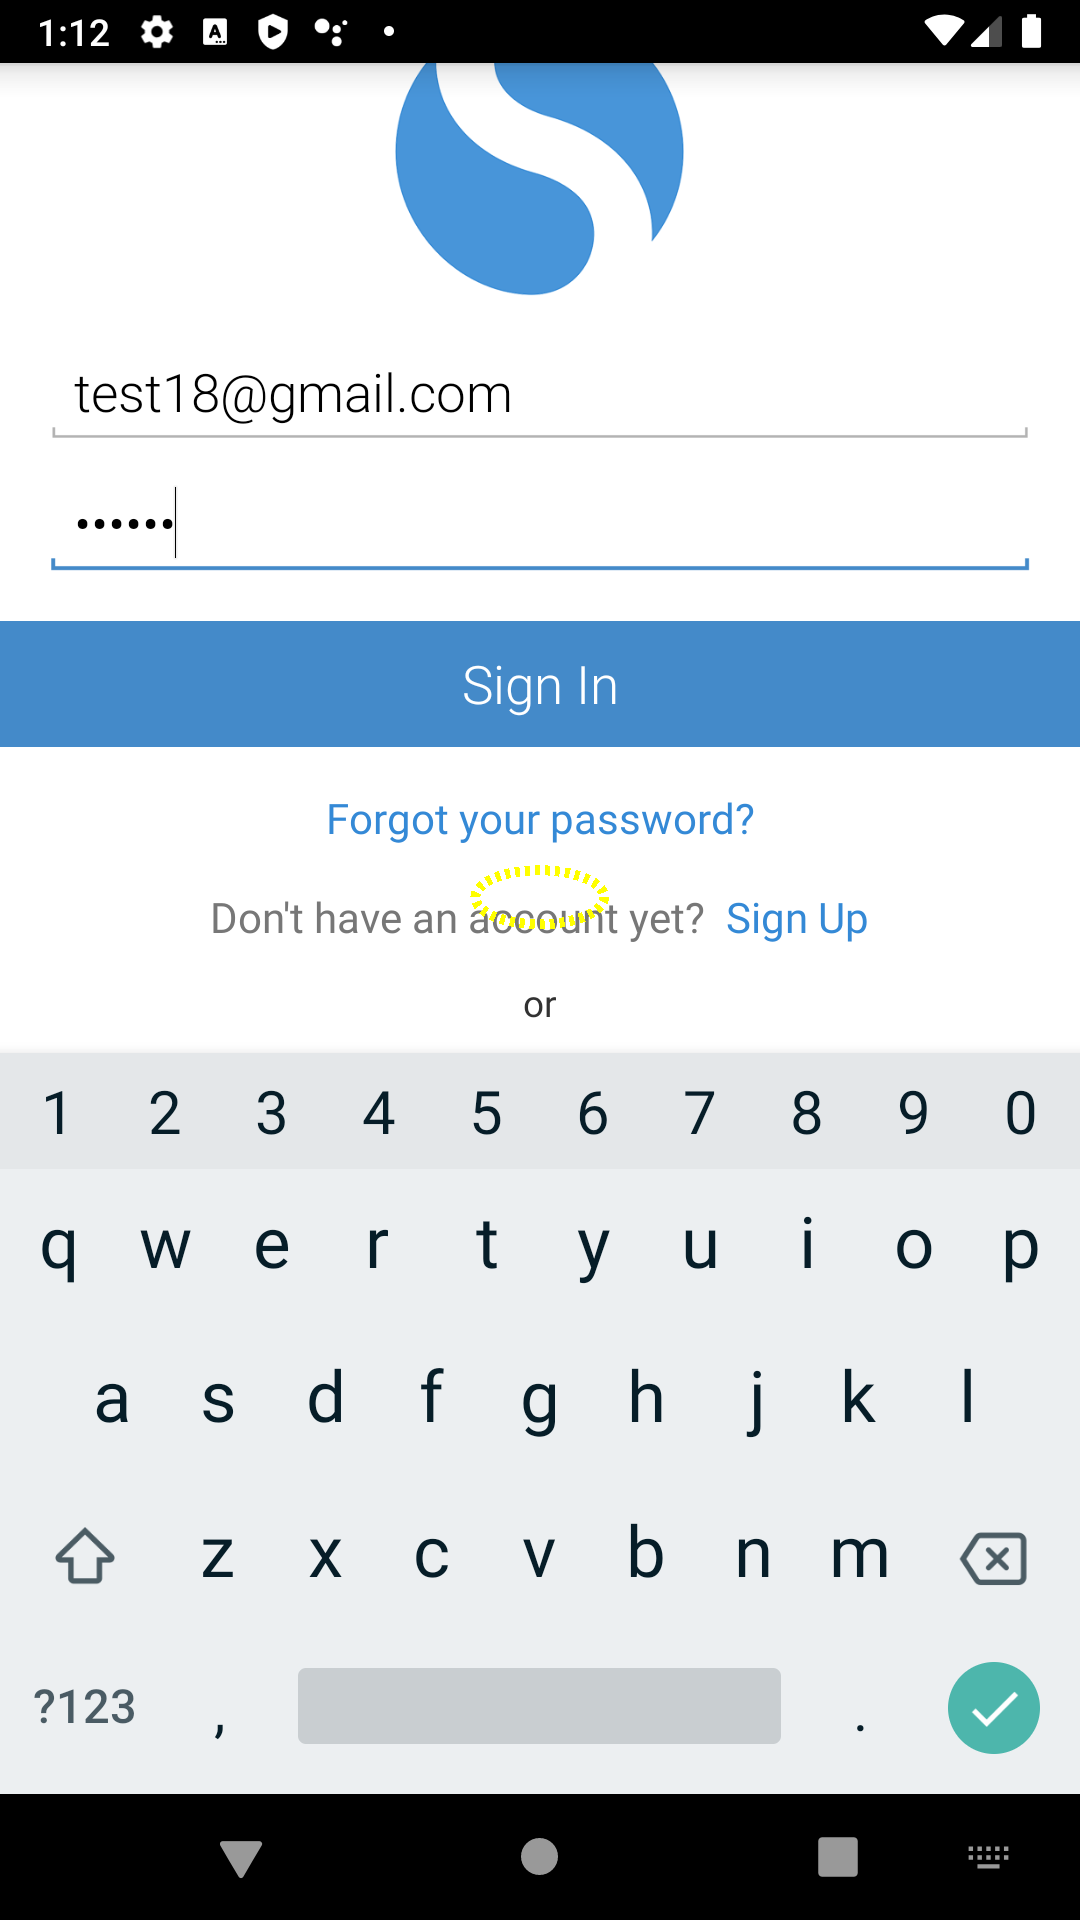 1:12
test18@gmail.com
••••••
Sign In
Forgot your password?
Don't have an account yet? Sign Up
or
1 2 3 4 5 6 7 8 9 0
q w e r t y u i o p
a s d f g h j k l
z x c v b n m
?123 , .